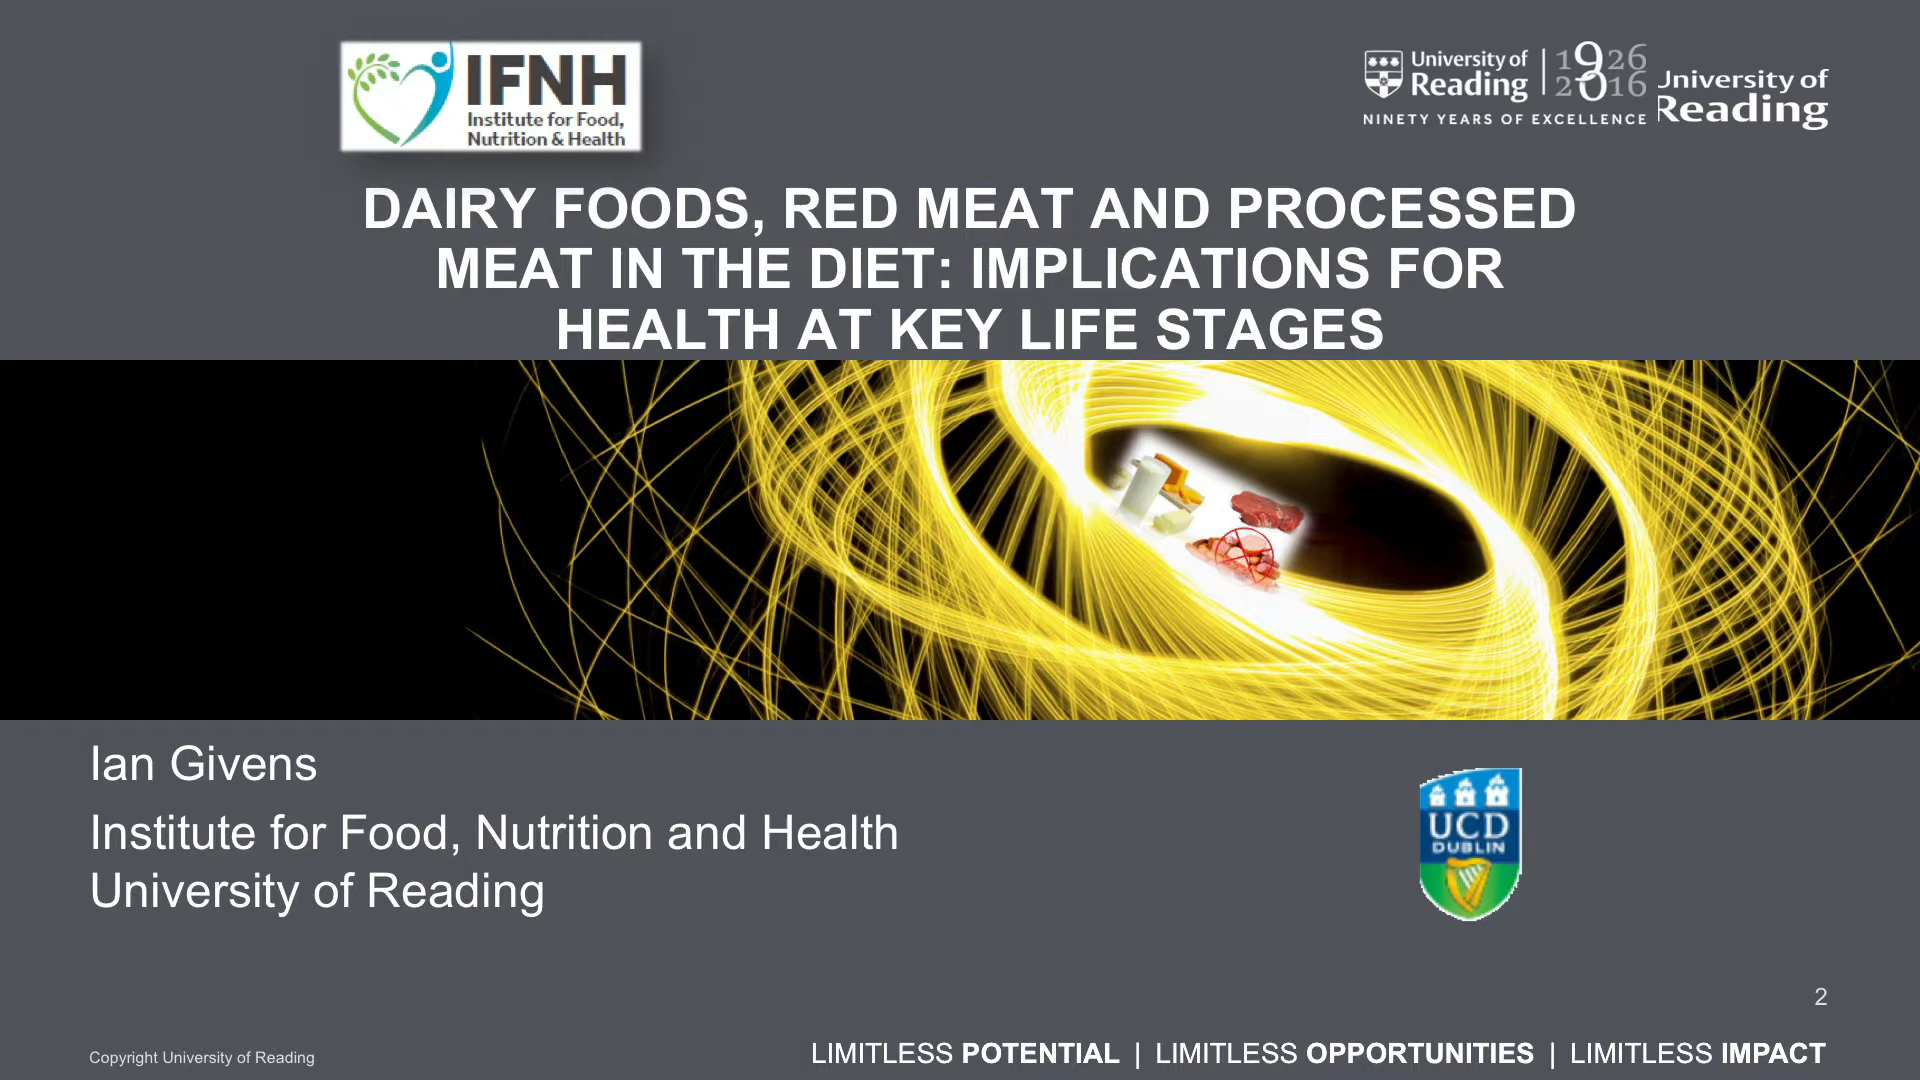 IFNH
Institute for Food,
Nutrition & Health
University of
Reading
1926
2016
NINETY YEARS OF EXCELLENCE
University of
Reading
DAIRY FOODS, RED MEAT AND PROCESSED
MEAT IN THE DIET: IMPLICATIONS FOR
HEALTH AT KEY LIFE STAGES
Ian Givens
Institute for Food, Nutrition and Health
University of Reading
UCD
DUBLIN
2
Copyright University of Reading
LIMITLESS POTENTIAL | LIMITLESS OPPORTUNITIES | LIMITLESS IMPACT